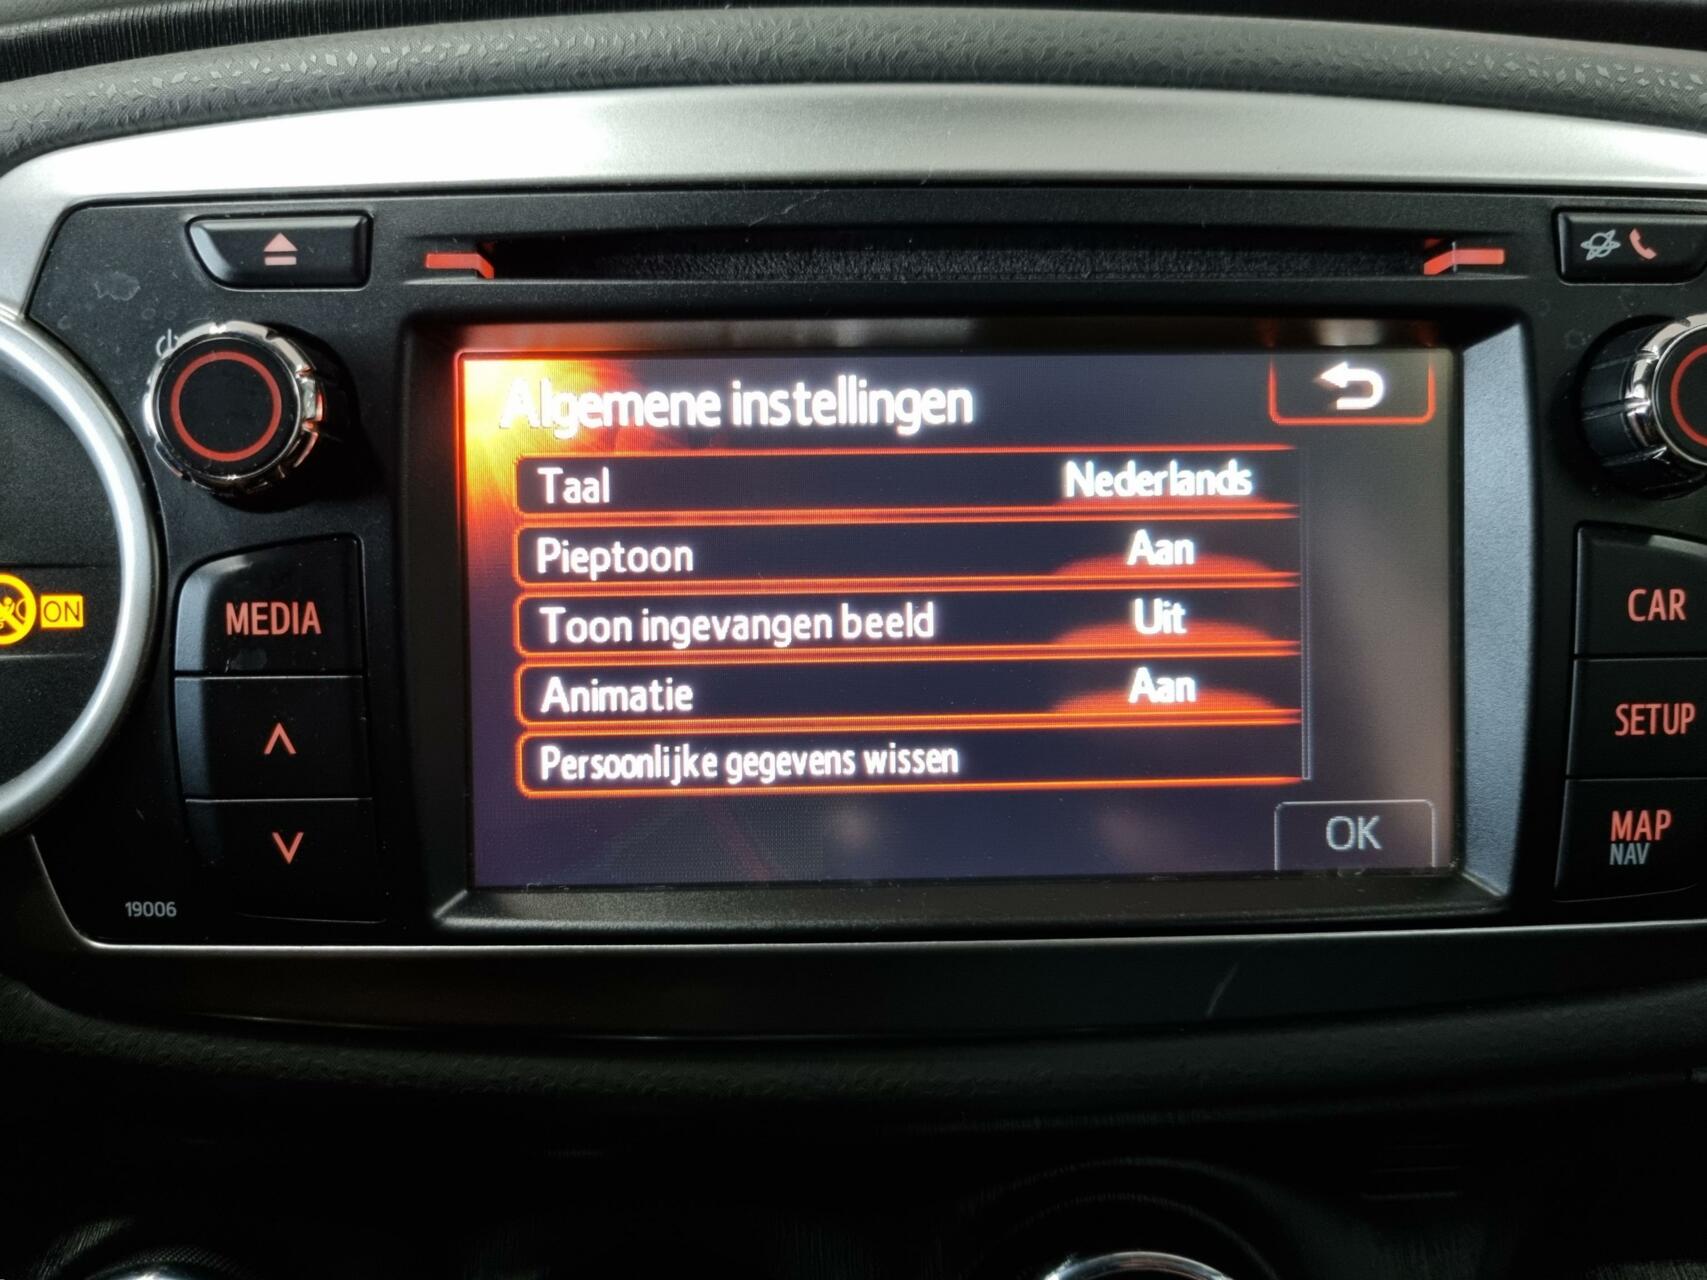 Algemene instellingen
Taal Nederlands
Pieptoon Aan
Toon ingevangen beeld Uit
Animatie Aan
Persoonlijke gegevens wissen
OK
ON
MEDIA
19006
CAR
SETUP
MAP
NAV